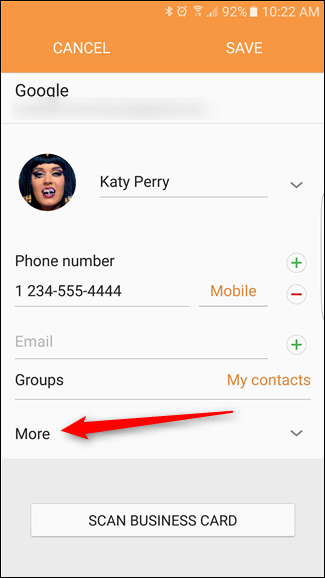 92% 10:22 AM
CANCEL SAVE
Google
Katy Perry
Phone number
1 234-555-4444 Mobile
Email
Groups My contacts
More
SCAN BUSINESS CARD